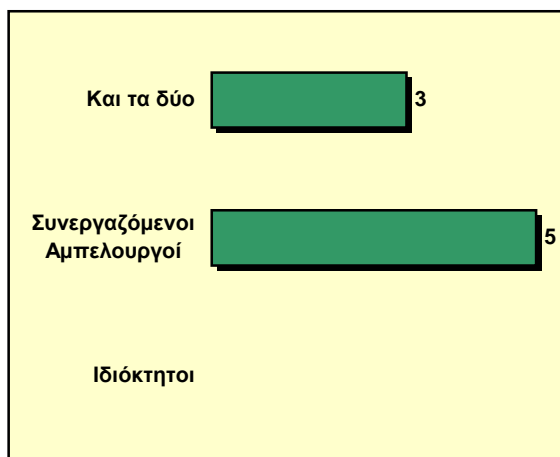 Και τα δύο
3
Συνεργαζόμενοι
Αμπελουργοί
5
Ιδιόκτητοι